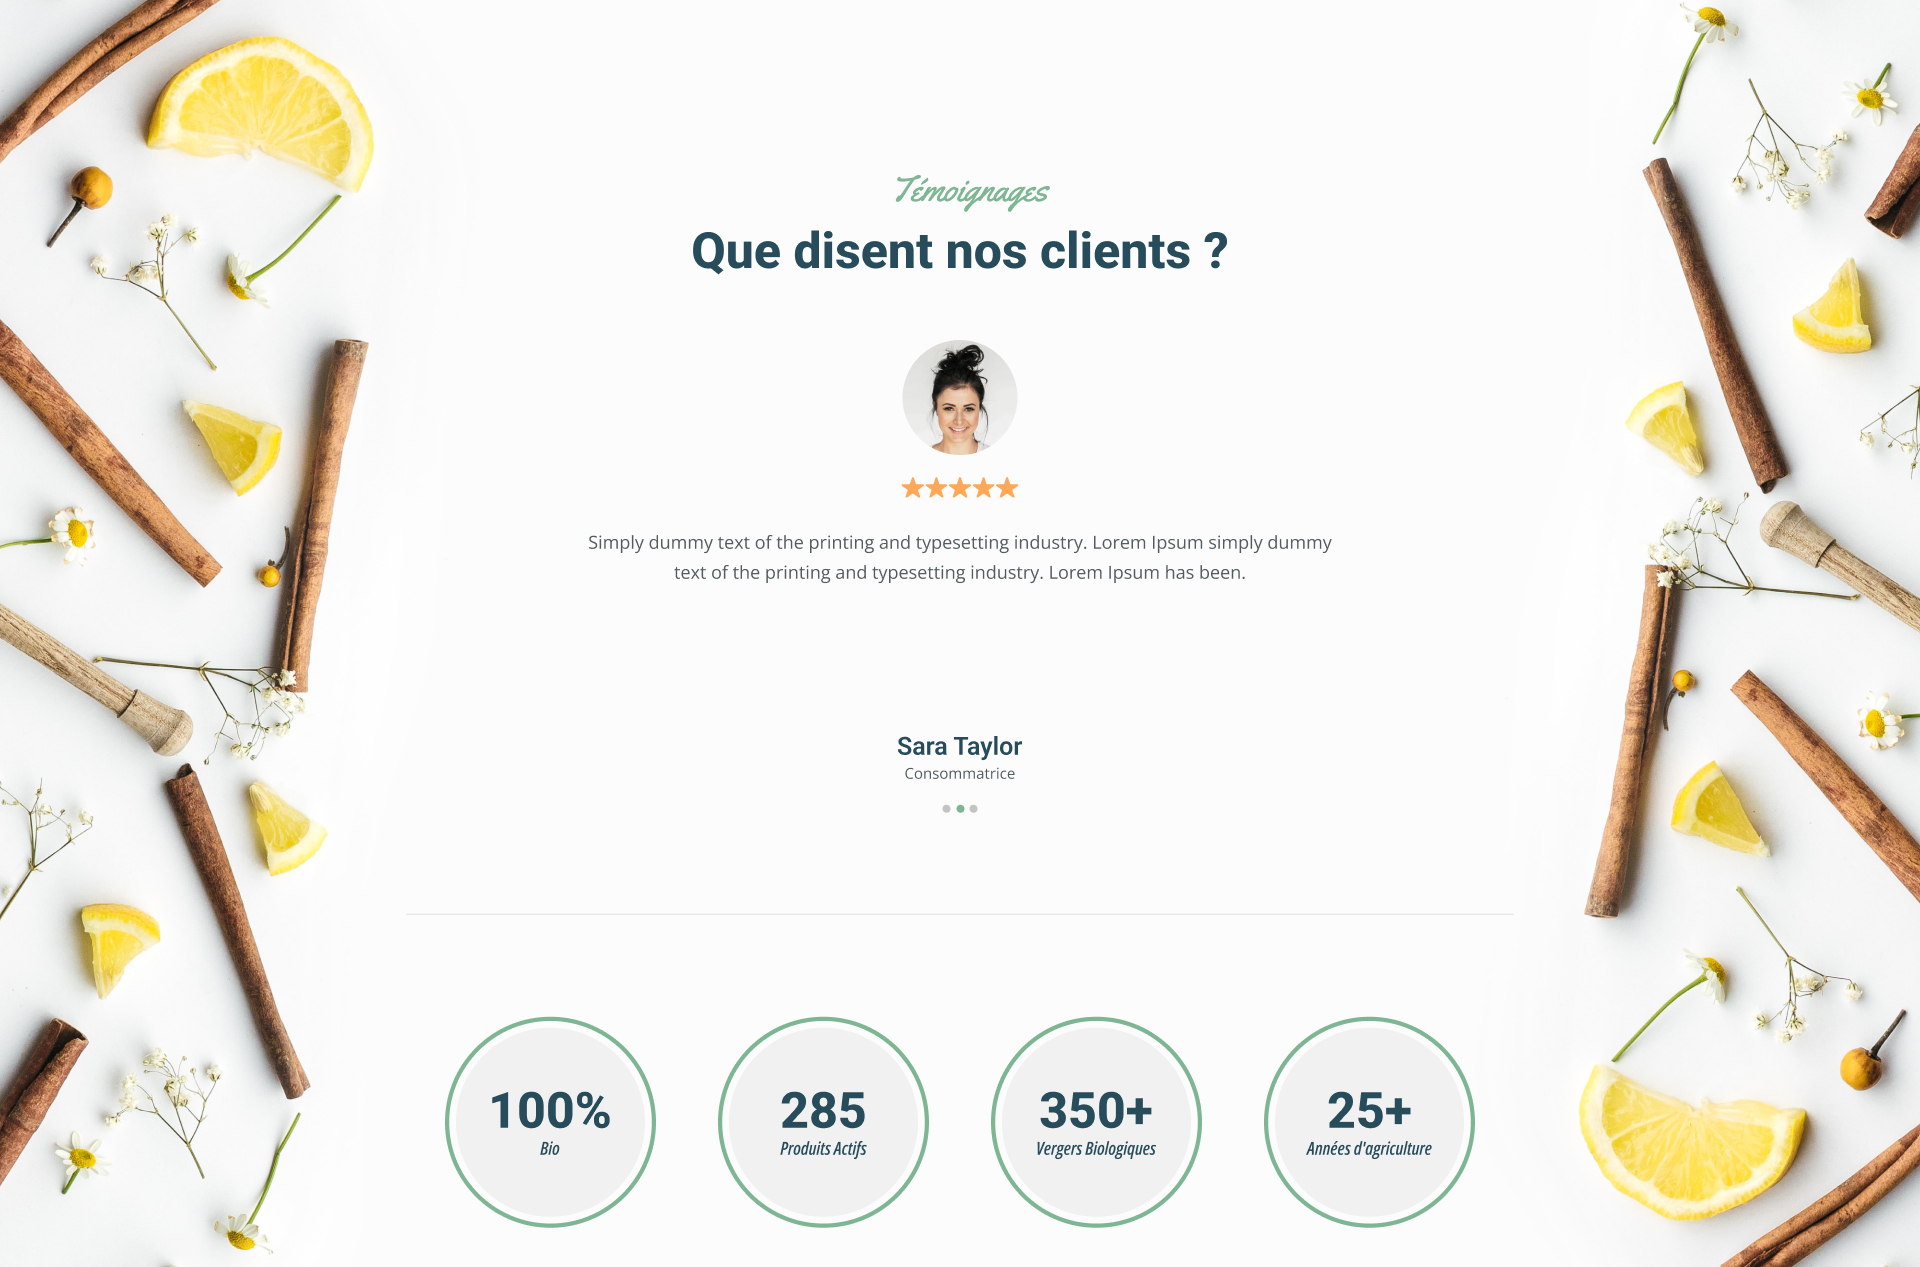 Témoignages
Que disent nos clients ?
Simply dummy text of the printing and typesetting industry. Lorem Ipsum simply dummy
text of the printing and typesetting industry. Lorem Ipsum has been.
Sara Taylor
Consommatrice
100%
Bio
285
Produits Actifs
350+
Vergers Biologiques
25+
Années d'agriculture